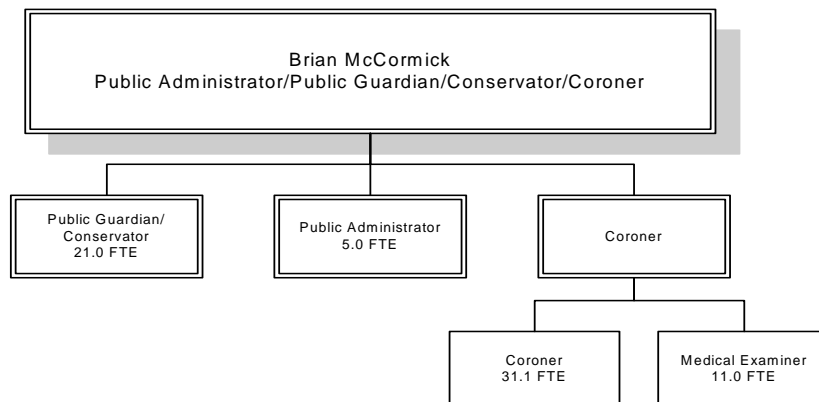 Brian McCormick
Public Administrator/Public Guardian/Conservator/Coroner
Public Guardian/
Conservator
21.0 FTE
Public Administrator
5.0 FTE
Coroner
Coroner
31.1 FTE
Medical Examiner
11.0 FTE